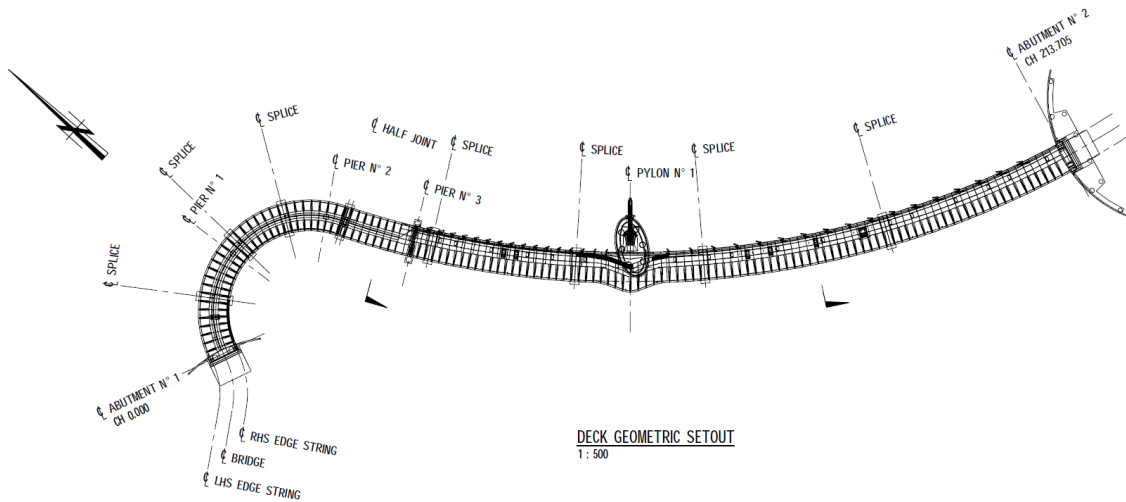 ℄ ABUTMENT N° 2
CH 213.705
℄ SPLICE
℄ HALF JOINT
℄ SPLICE
℄ SPLICE
℄ SPLICE
℄ SPLICE
℄ SPLICE
℄ PIER N° 2
℄ PYLON N° 1
℄ PIER N° 1
℄ PIER N° 3
℄ SPLICE
℄ ABUTMENT N° 1
CH 0.000
℄ RHS EDGE STRING
℄ BRIDGE
℄ LHS EDGE STRING
DECK GEOMETRIC SETOUT
1 : 500